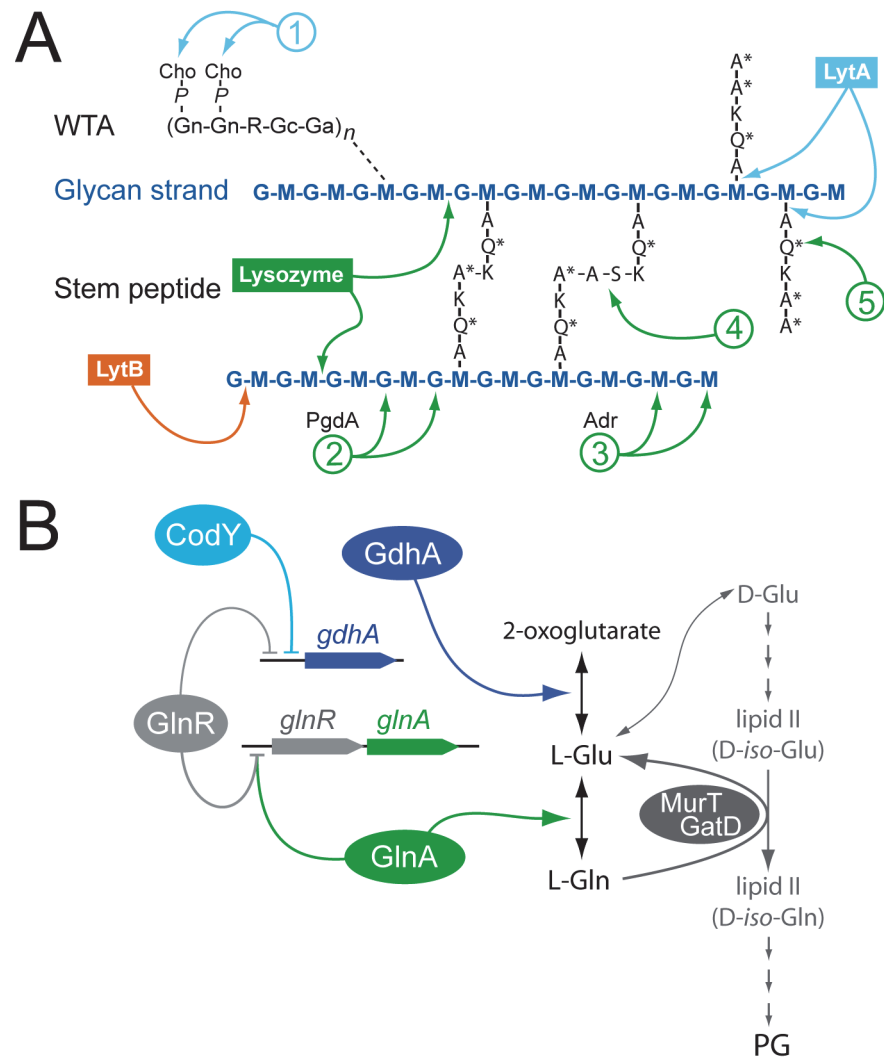 A
1
Cho Cho
P P
WTA
(Gn-Gn-R-Gc-Ga)n
A*
A*
K
Q*
A
LytA
Glycan strand
G-M-G-M-G-M-G-M-G-M-G-M-G-M-G-M-G-M-G-M-G-M-G-M
Lysozyme
Stem peptide
A
Q*
A*-K
K
Q*
A
A
Q*
A*-A-S-K
K
Q*
A
A
Q*
K
A
A*
5
4
LytB
G-M-G-M-G-M-G-M-G-M-G-M-G-M-G-M-G-M-G-M
PgdA
2
Adr
3
B
CodY
GdhA
gdhA
GlnR
glnR
glnA
GlnA
2-oxoglutarate
L-Glu
L-Gln
D-Glu
lipid II
(D-iso-Glu)
MurT
GatD
lipid II
(D-iso-Gln)
PG